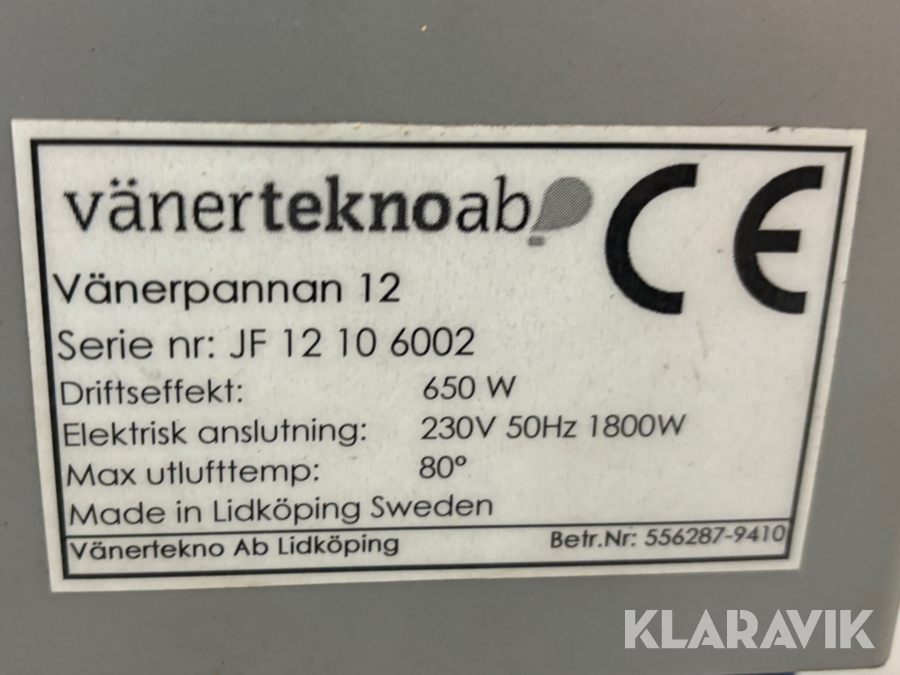 vänerteknoab
CE
Vänerpannan 12
Serie nr: JF 12 10 6002
Driftseffekt: 650 W
Elektrisk anslutning: 230V 50Hz 1800W
Max utlufttemp: 80°
Made in Lidköping Sweden
Vänertekno Ab Lidköping Betr.Nr: 556287-9410
KLARAVIK